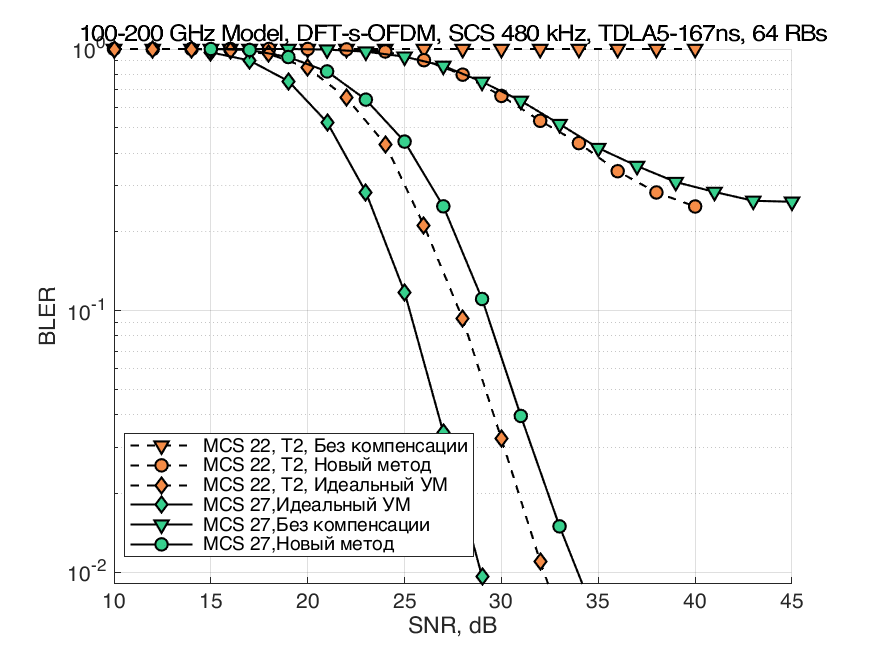 100-200 GHz Model, DFT-s-OFDM, SCS 480 kHz, TDLA5-167ns, 64 RBs
10⁰
BLER
10⁻¹
MCS 22, T2, Без компенсации
MCS 22, T2, Новый метод
MCS 22, T2, Идеальный УМ
MCS 27,Идеальный УМ
MCS 27,Без компенсации
MCS 27,Новый метод
10⁻²
10 15 20 25 30 35 40 45
SNR, dB